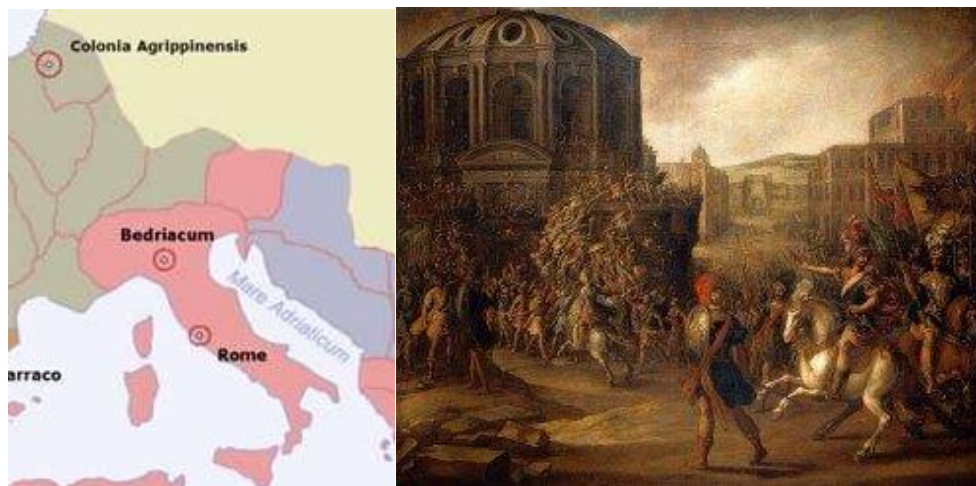 Colonia Agrippinensis
Bedriacum
Mare Adriaticum
Rome
arraco